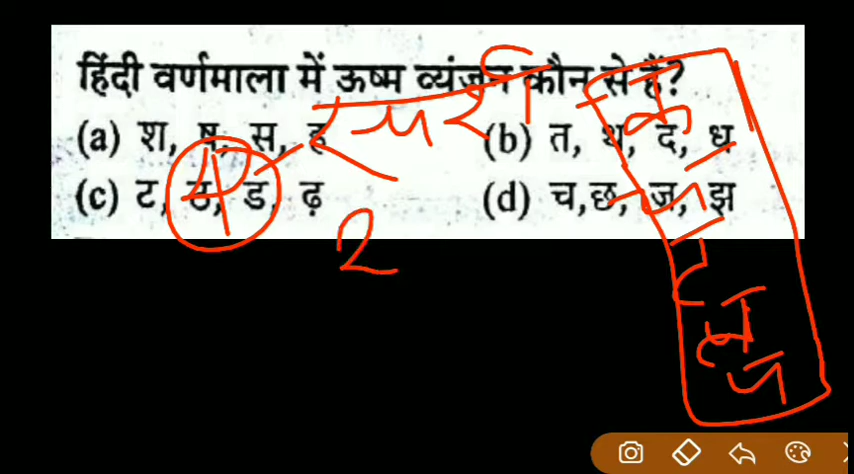 हिंदी वर्णमाला में ऊष्म व्यंजन कौन से हैं?
(a) श, ष, स, ह (b) त, थ, द, ध
(c) ट, ठ, ड, ढ़ (d) च,छ, ज, झ
स्पर्श
2